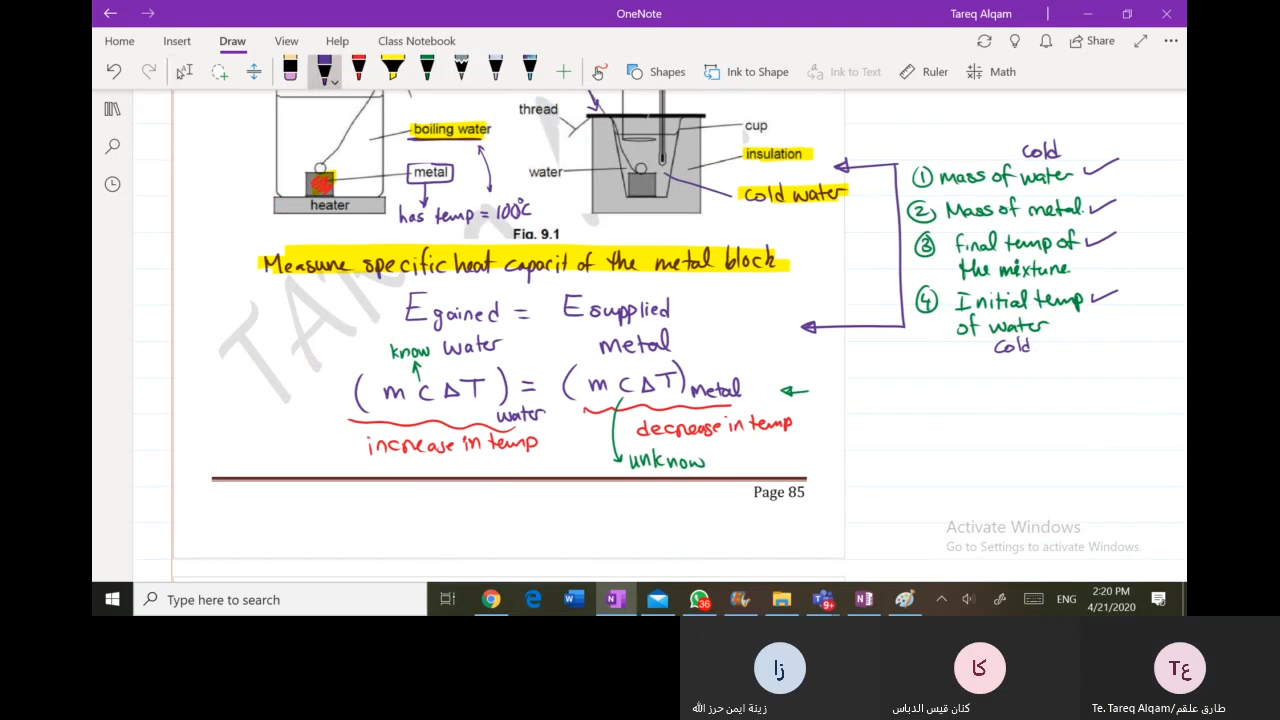 OneNote
Tareq Alqam
Home Insert Draw View Help Class Notebook
Share
Shapes Ink to Shape Ink to Text Ruler Math
thread
boiling water
cup
insulation
metal
water
cold water
heater
has temp = 100°C
Fig. 9.1
Measure specific heat capacit of the metal block
E gained = E supplied
know water metal
( m c Δ T ) water = ( m c Δ T ) metal
increase in temp
decrease in temp
unknow
Page 85
cold
① mass of water ✓
② Mass of metal ✓
③ final temp of ✓
the mixture
④ Initial temp ✓
of water
cold
Activate Windows
Go to Settings to activate Windows.
Type here to search
36
9+
ENG
2:20 PM
4/21/2020
زا
كا
Tع
زينة ايمن حرز الله
كنان قيس الدباس
Te. Tareq Alqam/طارق علقم